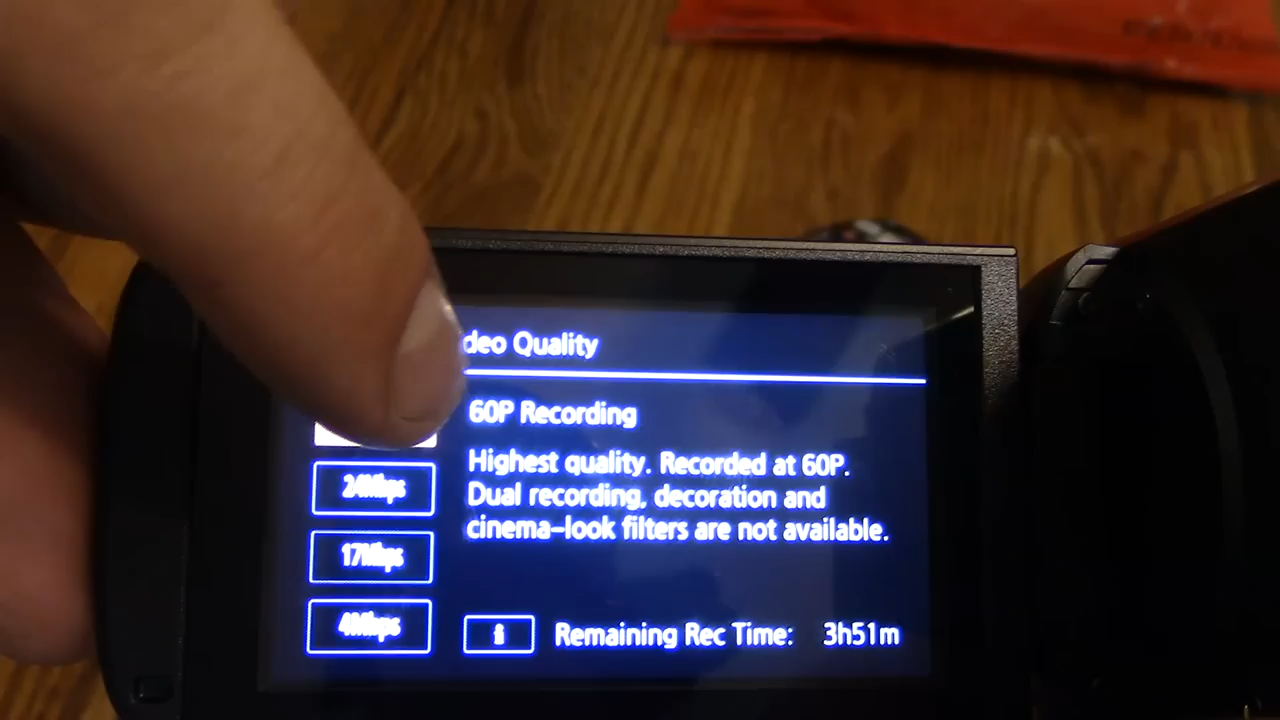 deo Quality
60P Recording
Highest quality. Recorded at 60P.
Dual recording, decoration and
cinema-look filters are not available.
24Mbps
17Mbps
4Mbps
i
Remaining Rec Time: 3h51m